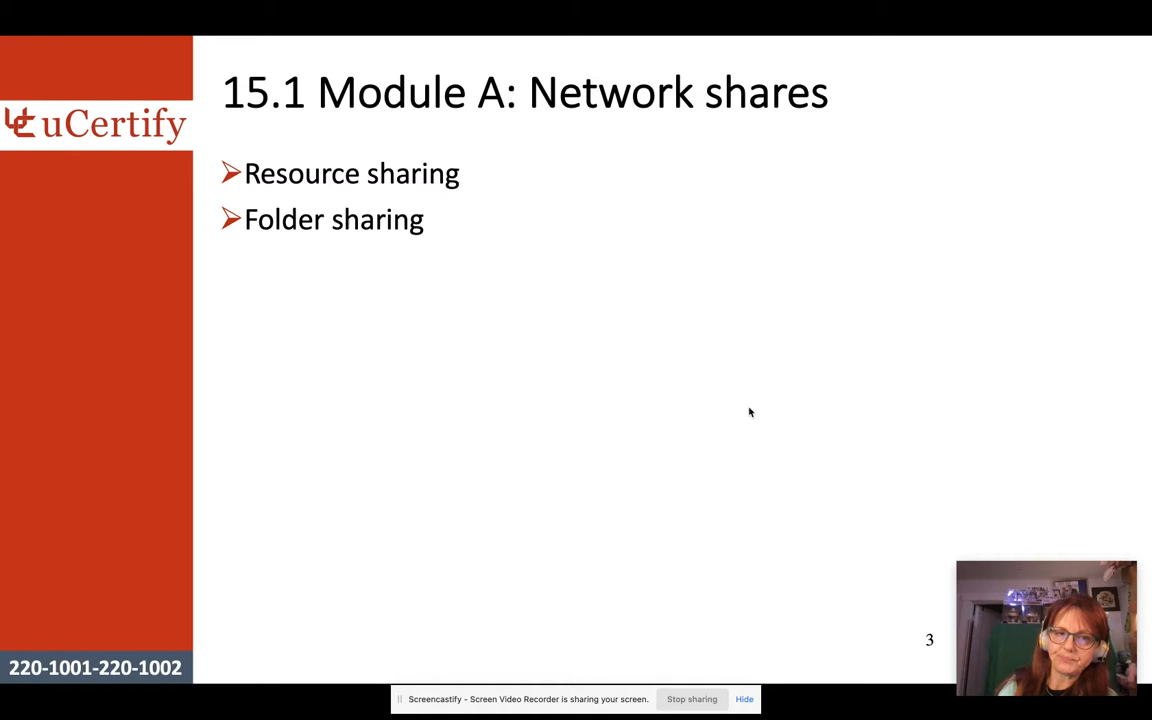 15.1 Module A: Network shares
uCertify
Resource sharing
Folder sharing
3
220-1001-220-1002
Screencastify - Screen Video Recorder is sharing your screen.
Stop sharing
Hide